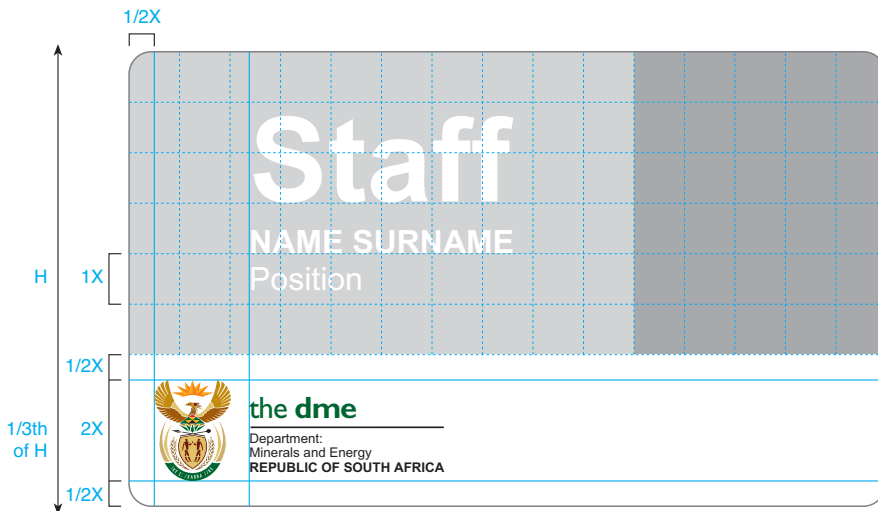 1/2X
Staff
NAME SURNAME
Position
H
1X
1/2X
1/3th
of H
2X
the dme
Department:
Minerals and Energy
REPUBLIC OF SOUTH AFRICA
1/2X